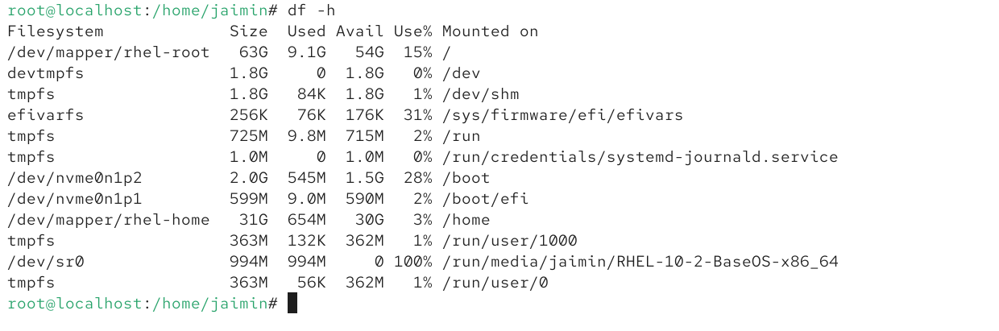 root@localhost:/home/jaimin# df -h
Filesystem             Size  Used Avail Use% Mounted on
/dev/mapper/rhel-root   63G  9.1G   54G  15% /
devtmpfs               1.8G     0  1.8G   0% /dev
tmpfs                  1.8G   84K  1.8G   1% /dev/shm
efivarfs               256K   76K  176K  31% /sys/firmware/efi/efivars
tmpfs                  725M  9.8M  715M   2% /run
tmpfs                  1.0M     0  1.0M   0% /run/credentials/systemd-journald.service
/dev/nvme0n1p2         2.0G  545M  1.5G  28% /boot
/dev/nvme0n1p1         599M  9.0M  590M   2% /boot/efi
/dev/mapper/rhel-home   31G  654M   30G   3% /home
tmpfs                  363M  132K  362M   1% /run/user/1000
/dev/sr0               994M  994M     0 100% /run/media/jaimin/RHEL-10-2-BaseOS-x86_64
tmpfs                  363M   56K  362M   1% /run/user/0
root@localhost:/home/jaimin#